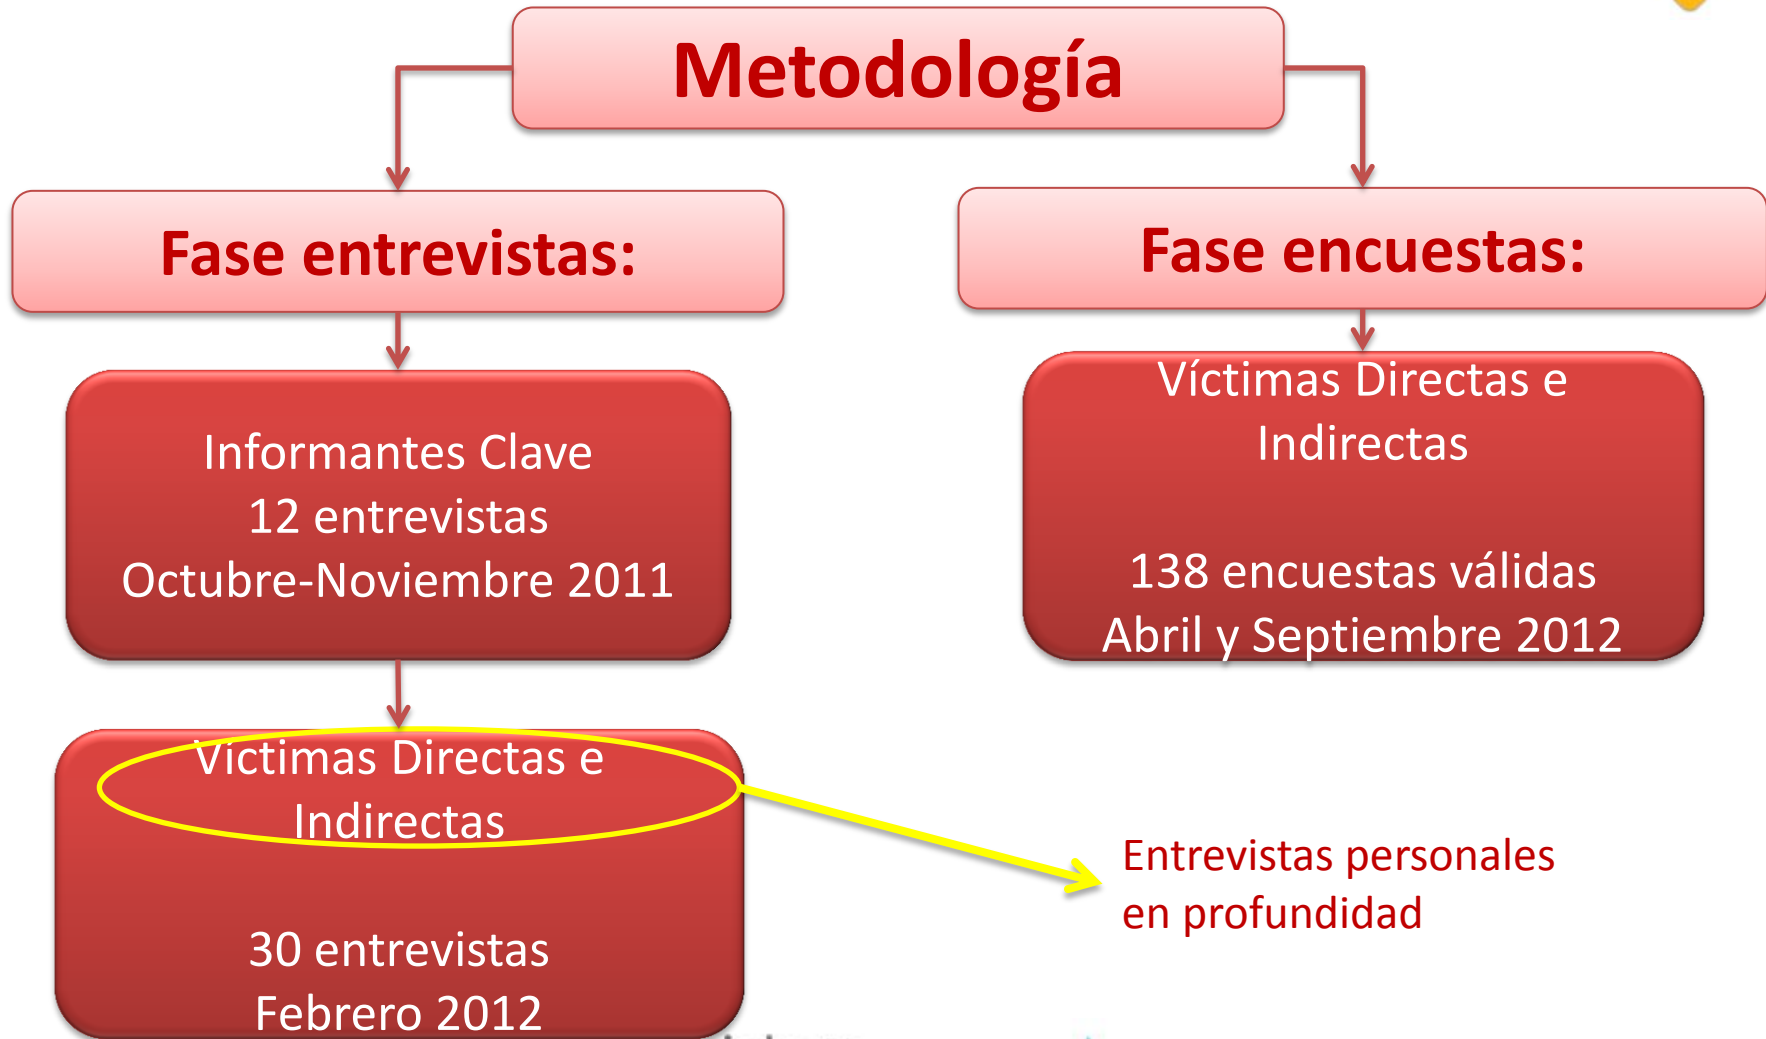 Metodología
Fase entrevistas:
Informantes Clave
12 entrevistas
Octubre-Noviembre 2011
Víctimas Directas e
Indirectas
30 entrevistas
Febrero 2012
Entrevistas personales
en profundidad
Fase encuestas:
Víctimas Directas e
Indirectas
138 encuestas válidas
Abril y Septiembre 2012